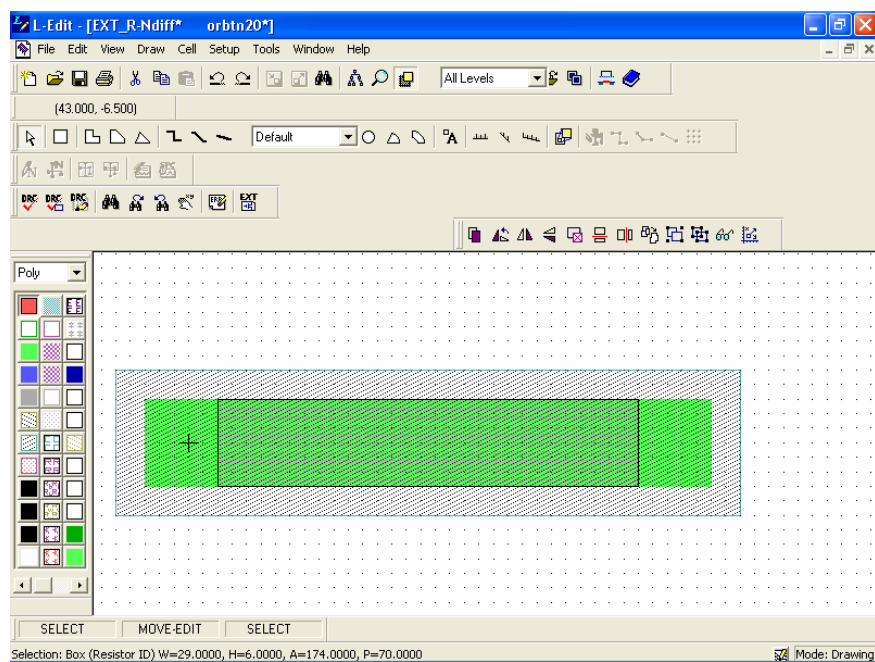 L-Edit - [EXT_R-Ndiff* orbtn20*]
File Edit View Draw Cell Setup Tools Window Help
All Levels
(43.000, -6.500)
Default
A
DRC DRC DRC ERC EXT
Poly
SELECT MOVE-EDIT SELECT
Selection: Box (Resistor ID) W=29.0000, H=6.0000, A=174.0000, P=70.0000 Mode: Drawing